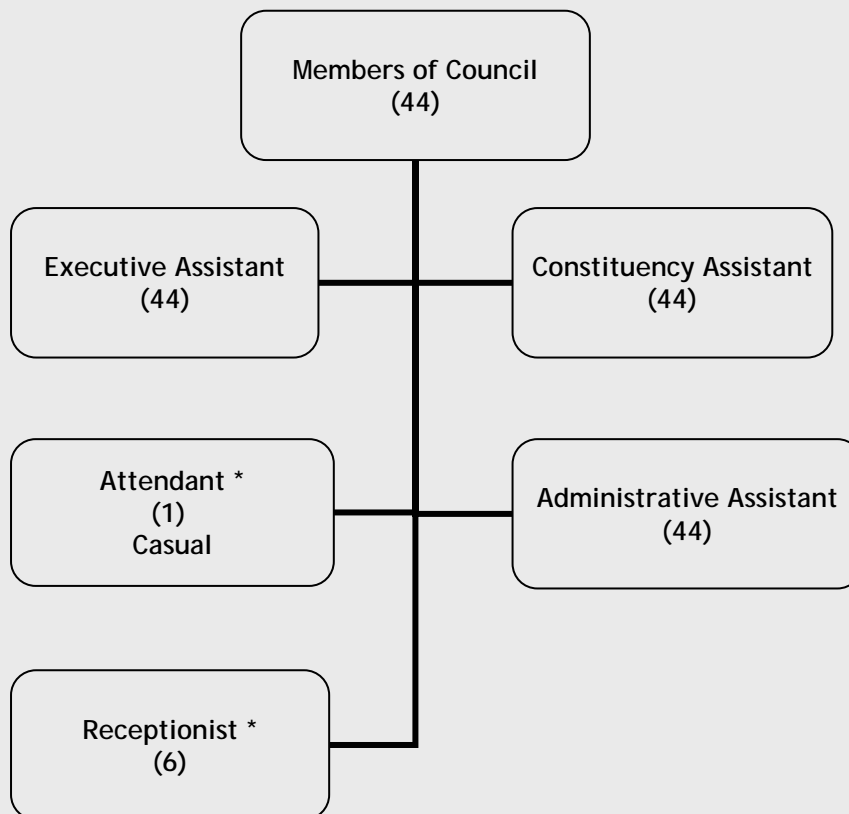 Members of Council
(44)
Executive Assistant
(44)
Constituency Assistant
(44)
Attendant *
(1)
Casual
Administrative Assistant
(44)
Receptionist *
(6)